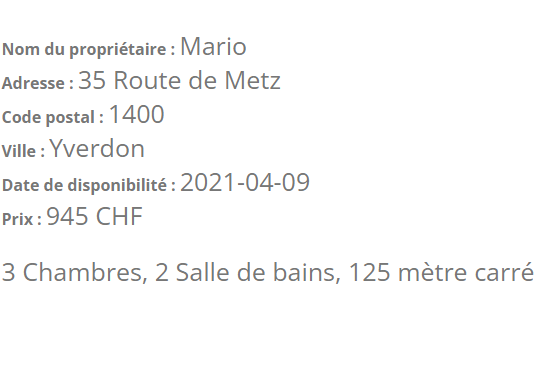 Nom du propriétaire : Mario
Adresse : 35 Route de Metz
Code postal : 1400
Ville : Yverdon
Date de disponibilité : 2021-04-09
Prix : 945 CHF
3 Chambres, 2 Salle de bains, 125 mètre carré